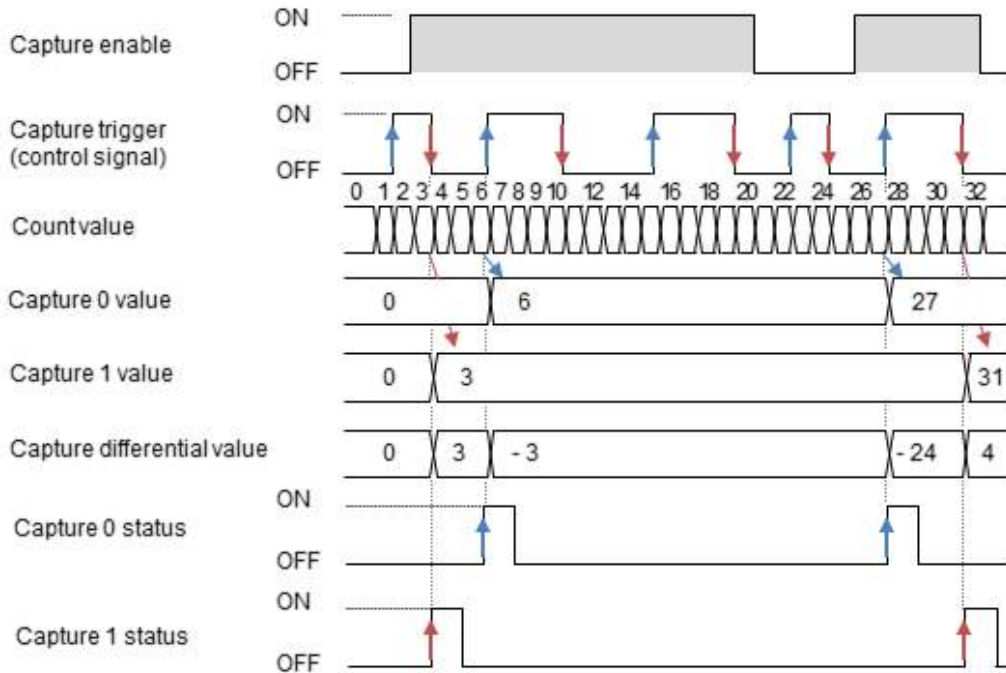 ON
Capture enable
OFF
ON
Capture trigger
(control signal)
OFF
0 1 2 3 4 5 6 7 8 9 10 12 14 16 18 20 22 24 26 28 30 32
Count value
Capture 0 value 0 6 27
Capture 1 value 0 3 31
Capture differential value 0 3 - 3 - 24 4
ON
Capture 0 status
OFF
ON
Capture 1 status
OFF